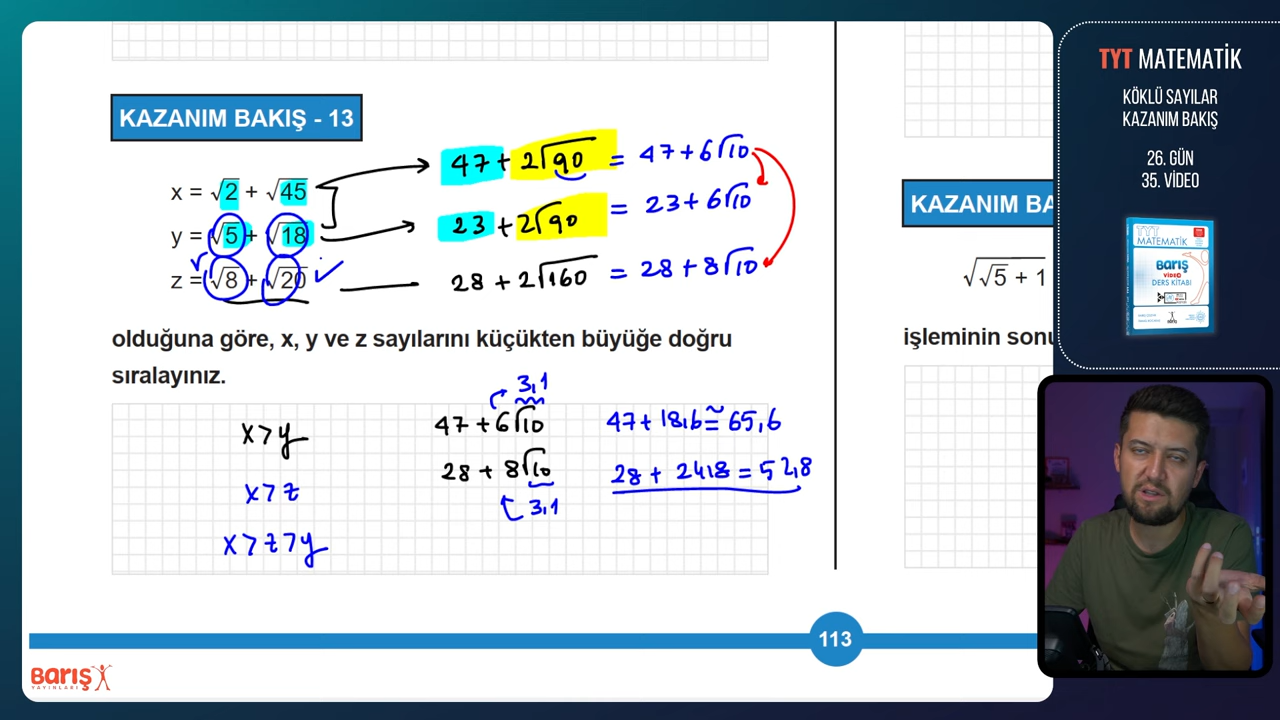 KAZANIM BAKIŞ - 13
x = √2 + √45
y = √5 + √18
z = √8 + √20 ✓
47 + 2√90 = 47 + 6√10
23 + 2√90 = 23 + 6√10
28 + 2√160 = 28 + 8√10
olduğuna göre, x, y ve z sayılarını küçükten büyüğe doğru
sıralayınız.
x > y
x > z
x > z > y
3,1
47 + 6√10
28 + 8√10
3,1
47 + 18,6 ≅ 65,6
28 + 24,8 = 52,8
113
BARIŞ
YAYINLARI
KAZANIM BA
√√5 + 1
işleminin sonu
TYT MATEMATİK
KÖKLÜ SAYILAR
KAZANIM BAKIŞ
26. GÜN
35. VİDEO
TYT
MATEMATİK
BARIŞ
VİDEO
DERS KİTABI